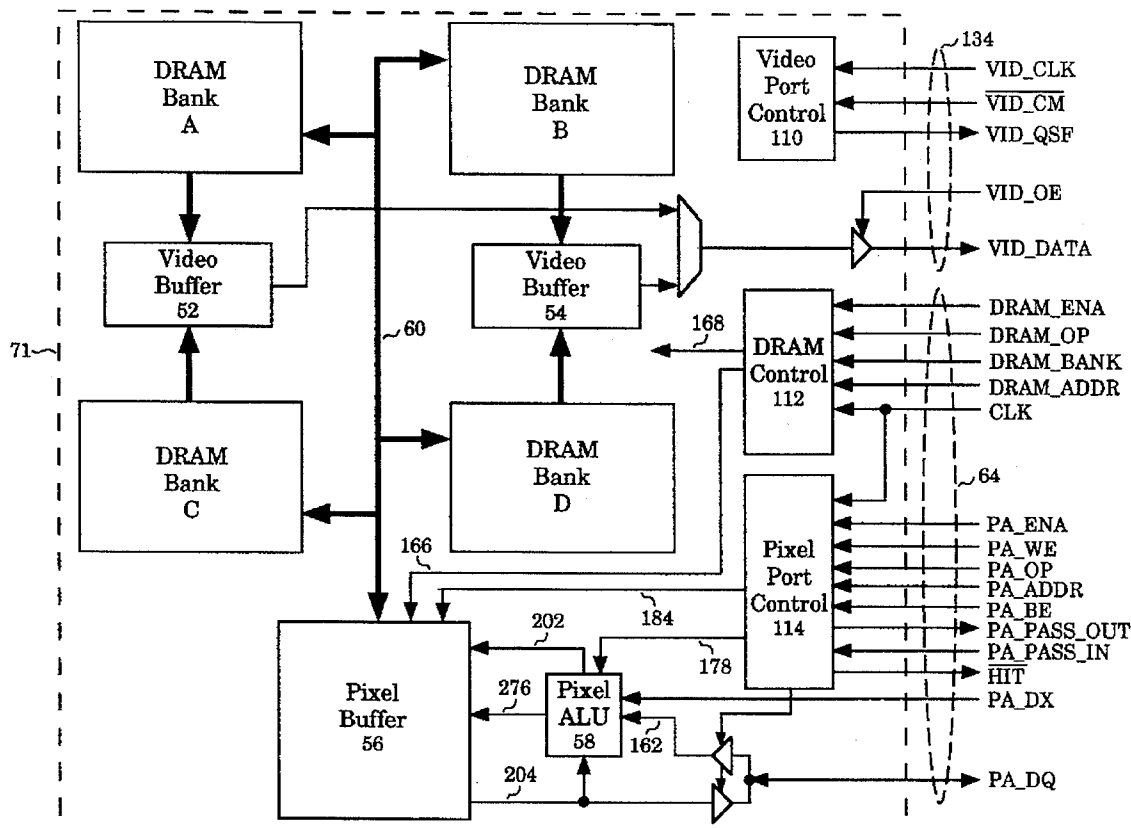 DRAM
Bank
A
DRAM
Bank
B
Video
Port
Control
110
134
VID_CLK
VID_CM
VID_QSF
VID_OE
VID_DATA
Video
Buffer
52
Video
Buffer
54
71
60
168
DRAM
Control
112
DRAM_ENA
DRAM_OP
DRAM_BANK
DRAM_ADDR
CLK
DRAM
Bank
C
DRAM
Bank
D
64
166
184
178
Pixel
Port
Control
114
PA_ENA
PA_WE
PA_OP
PA_ADDR
PA_BE
PA_PASS_OUT
PA_PASS_IN
HIT
PA_DX
PA_DQ
Pixel
Buffer
56
202
276
204
Pixel
ALU
58
162